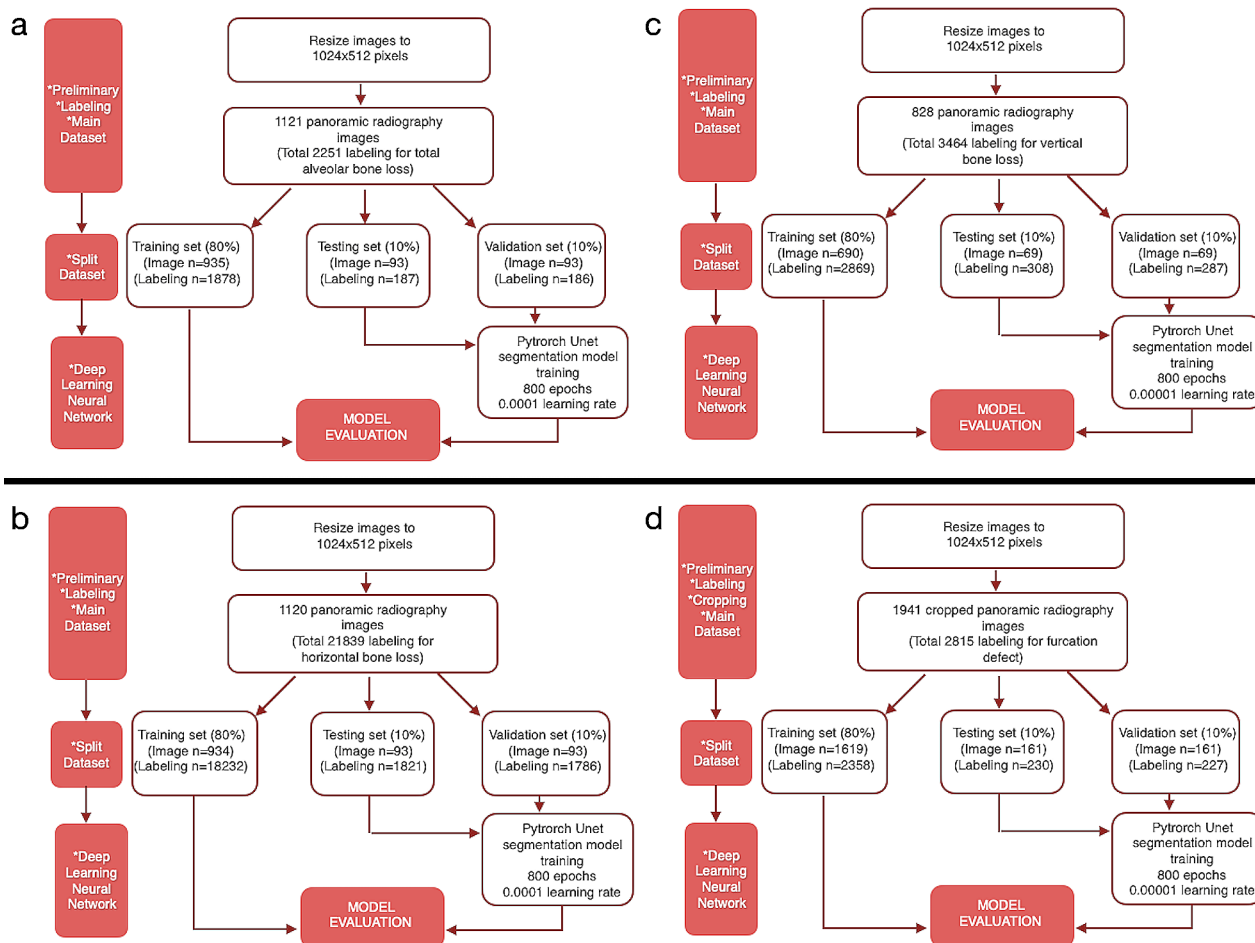 a
*Preliminary
*Labeling
*Main
Dataset
*Split
Dataset
*Deep
Learning
Neural
Network
Resize images to
1024x512 pixels
1121 panoramic radiography
images
(Total 2251 labeling for total
alveolar bone loss)
Training set (80%)
(Image n=935)
(Labeling n=1878)
Testing set (10%)
(Image n=93)
(Labeling n=187)
Validation set (10%)
(Image n=93)
(Labeling n=186)
Pytrorch Unet
segmentation model
training
800 epochs
0.0001 learning rate
MODEL
EVALUATION
c
*Preliminary
*Labeling
*Main
Dataset
*Split
Dataset
*Deep
Learning
Neural
Network
Resize images to
1024x512 pixels
828 panoramic radiography
images
(Total 3464 labeling for vertical
bone loss)
Training set (80%)
(Image n=690)
(Labeling n=2869)
Testing set (10%)
(Image n=69)
(Labeling n=308)
Validation set (10%)
(Image n=69)
(Labeling n=287)
Pytrorch Unet
segmentation model
training
800 epochs
0.00001 learning rate
MODEL
EVALUATION
b
*Preliminary
*Labeling
*Main
Dataset
*Split
Dataset
*Deep
Learning
Neural
Network
Resize images to
1024x512 pixels
1120 panoramic radiography
images
(Total 21839 labeling for
horizontal bone loss)
Training set (80%)
(Image n=934)
(Labeling n=18232)
Testing set (10%)
(Image n=93)
(Labeling n=1821)
Validation set (10%)
(Image n=93)
(Labeling n=1786)
Pytrorch Unet
segmentation model
training
800 epochs
0.0001 learning rate
MODEL
EVALUATION
d
*Preliminary
*Labeling
*Cropping
*Main
Dataset
*Split
Dataset
*Deep
Learning
Neural
Network
Resize images to
1024x512 pixels
1941 cropped panoramic radiography
images
(Total 2815 labeling for furcation
defect)
Training set (80%)
(Image n=1619)
(Labeling n=2358)
Testing set (10%)
(Image n=161)
(Labeling n=230)
Validation set (10%)
(Image n=161)
(Labeling n=227)
Pytrorch Unet
segmentation model
training
800 epochs
0.00001 learning rate
MODEL
EVALUATION